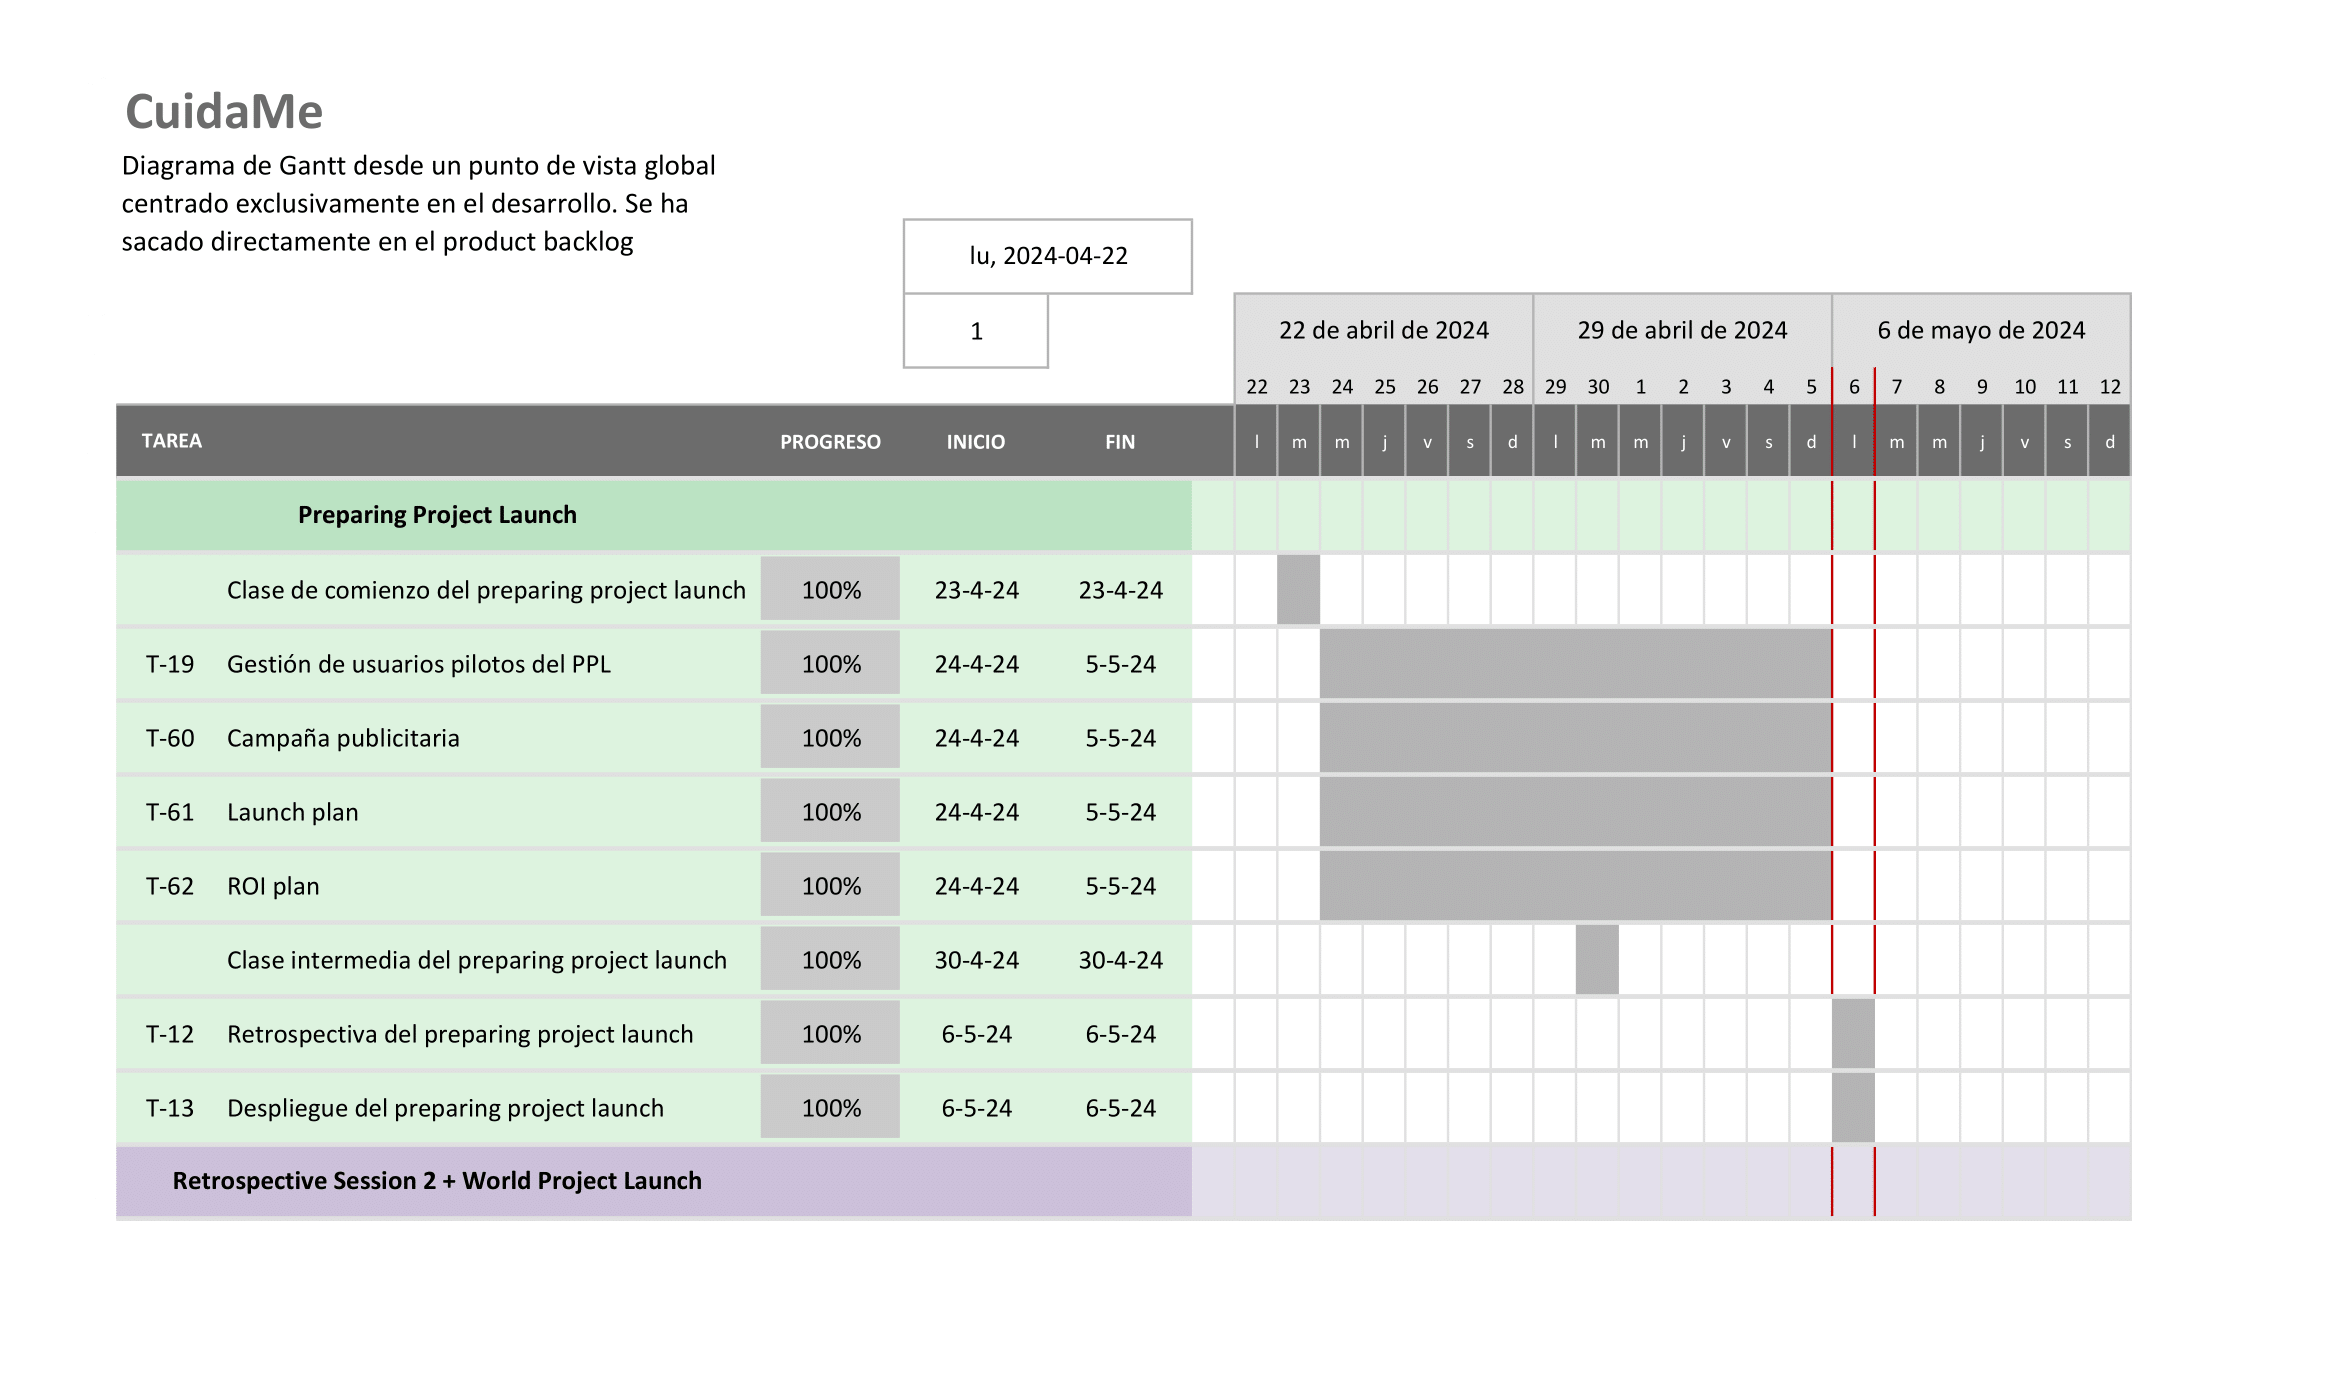 CuidaMe
Diagrama de Gantt desde un punto de vista global
centrado exclusivamente en el desarrollo. Se ha
sacado directamente en el product backlog
lu, 2024-04-22
1
22 de abril de 2024 29 de abril de 2024 6 de mayo de 2024
22 23 24 25 26 27 28 29 30 1 2 3 4 5 6 7 8 9 10 11 12
TAREA PROGRESO INICIO FIN l m m j v s d l m m j v s d l m m j v s d
Preparing Project Launch
Clase de comienzo del preparing project launch 100% 23-4-24 23-4-24
T-19 Gestión de usuarios pilotos del PPL 100% 24-4-24 5-5-24
T-60 Campaña publicitaria 100% 24-4-24 5-5-24
T-61 Launch plan 100% 24-4-24 5-5-24
T-62 ROI plan 100% 24-4-24 5-5-24
Clase intermedia del preparing project launch 100% 30-4-24 30-4-24
T-12 Retrospectiva del preparing project launch 100% 6-5-24 6-5-24
T-13 Despliegue del preparing project launch 100% 6-5-24 6-5-24
Retrospective Session 2 + World Project Launch